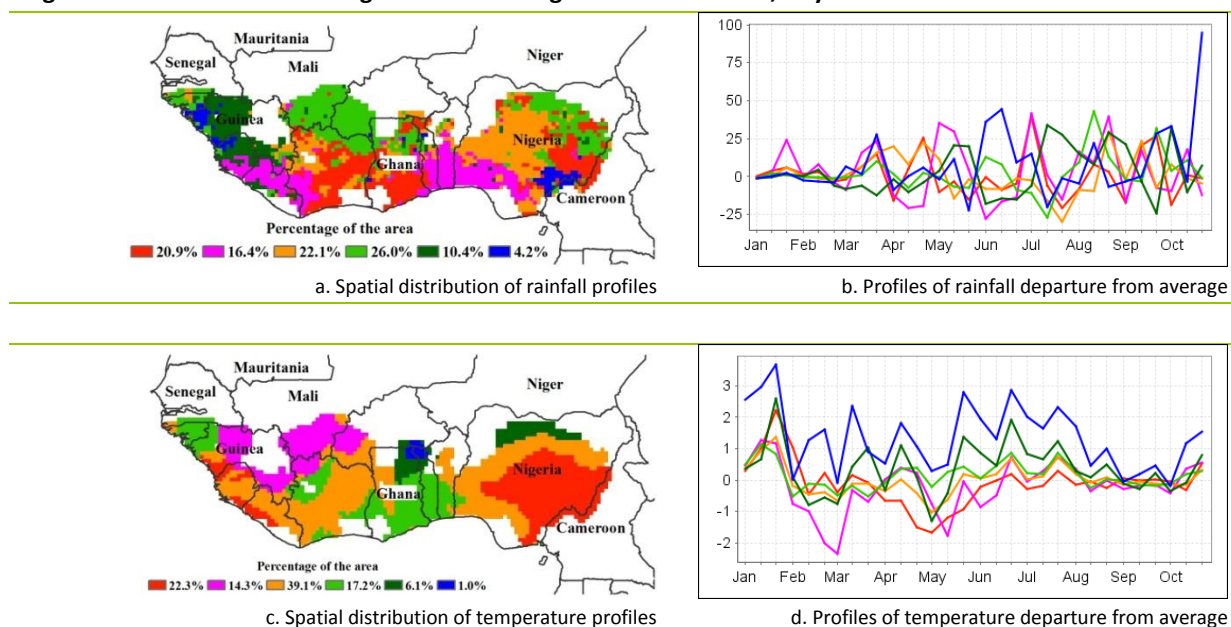 Mauritania
Senegal
Mali
Niger
Guinea
Nigeria
Ghana
Cameroon
Percentage of the area
20.9% 16.4% 22.1% 26.0% 10.4% 4.2%
a. Spatial distribution of rainfall profiles
100
75
50
25
0
-25
Jan Feb Mar Apr May Jun Jul Aug Sep Oct
b. Profiles of rainfall departure from average
Mauritania
Senegal
Mali
Niger
Guinea
Nigeria
Ghana
Cameroon
Percentage of the area
22.3% 14.3% 39.1% 17.2% 6.1% 1.0%
c. Spatial distribution of temperature profiles
3
2
1
0
-1
-2
Jan Feb Mar Apr May Jun Jul Aug Sep Oct
d. Profiles of temperature departure from average